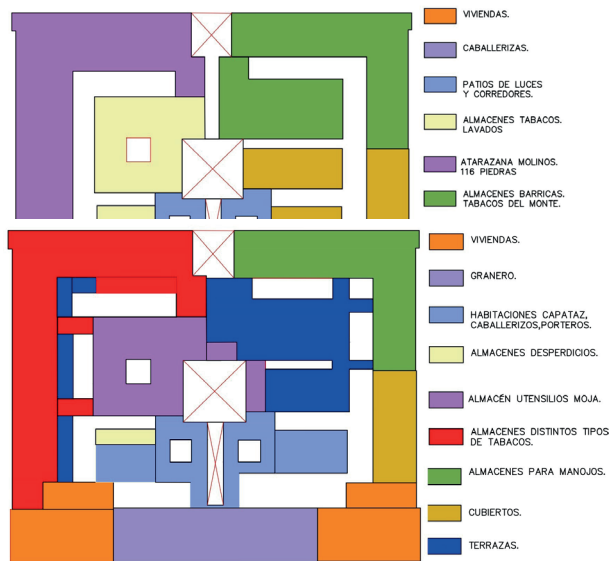 VIVIENDAS.
CABALLERIZAS.
PATIOS DE LUCES
Y CORREDORES.
ALMACENES TABACOS.
LAVADOS
ATARAZANA MOLINOS.
116 PIEDRAS
ALMACENES BARRICAS.
TABACOS DEL MONTE.
VIVIENDAS.
GRANERO.
HABITACIONES CAPATAZ,
CABALLERIZOS,PORTEROS.
ALMACENES DESPERDICIOS.
ALMACÉN UTENSILIOS MOJA.
ALMACENES DISTINTOS TIPOS
DE TABACOS.
ALMACENES PARA MANOJOS.
CUBIERTOS.
TERRAZAS.